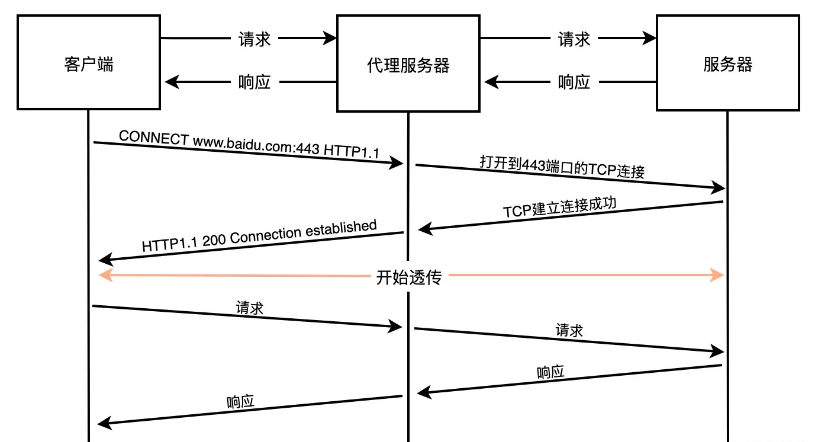 客户端
请求
响应
代理服务器
请求
响应
服务器
CONNECT www.baidu.com:443 HTTP1.1
打开到443端口的TCP连接
TCP建立连接成功
HTTP1.1 200 Connection established
开始透传
请求
请求
响应
响应